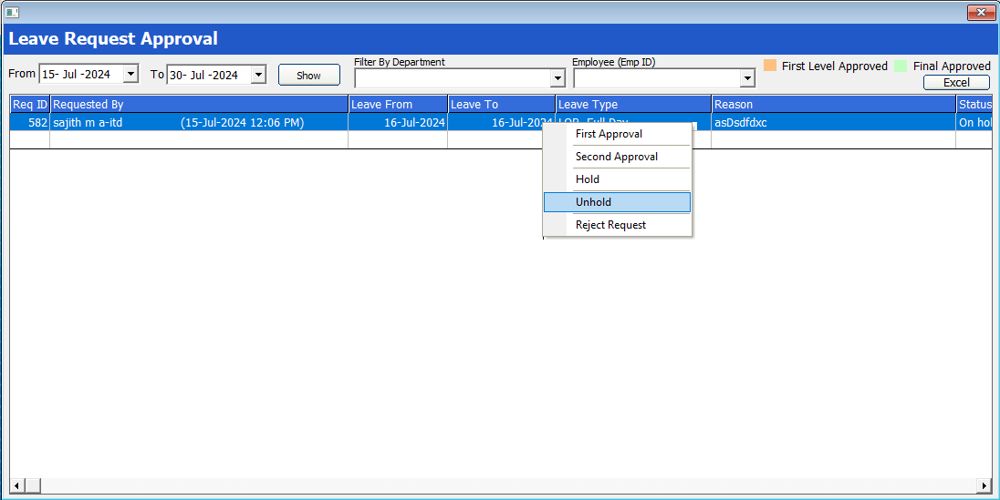 Leave Request Approval
From 15- Jul -2024 To 30- Jul -2024 Show Filter By Department Employee (Emp ID) First Level Approved Final Approved
Excel
Req ID Requested By Leave From Leave To Leave Type Reason Status
582 sajith m a-itd (15-Jul-2024 12:06 PM) 16-Jul-2024 16-Jul-2024 LOP Full Day asDsdfdxc On hol
First Approval
Second Approval
Hold
Unhold
Reject Request